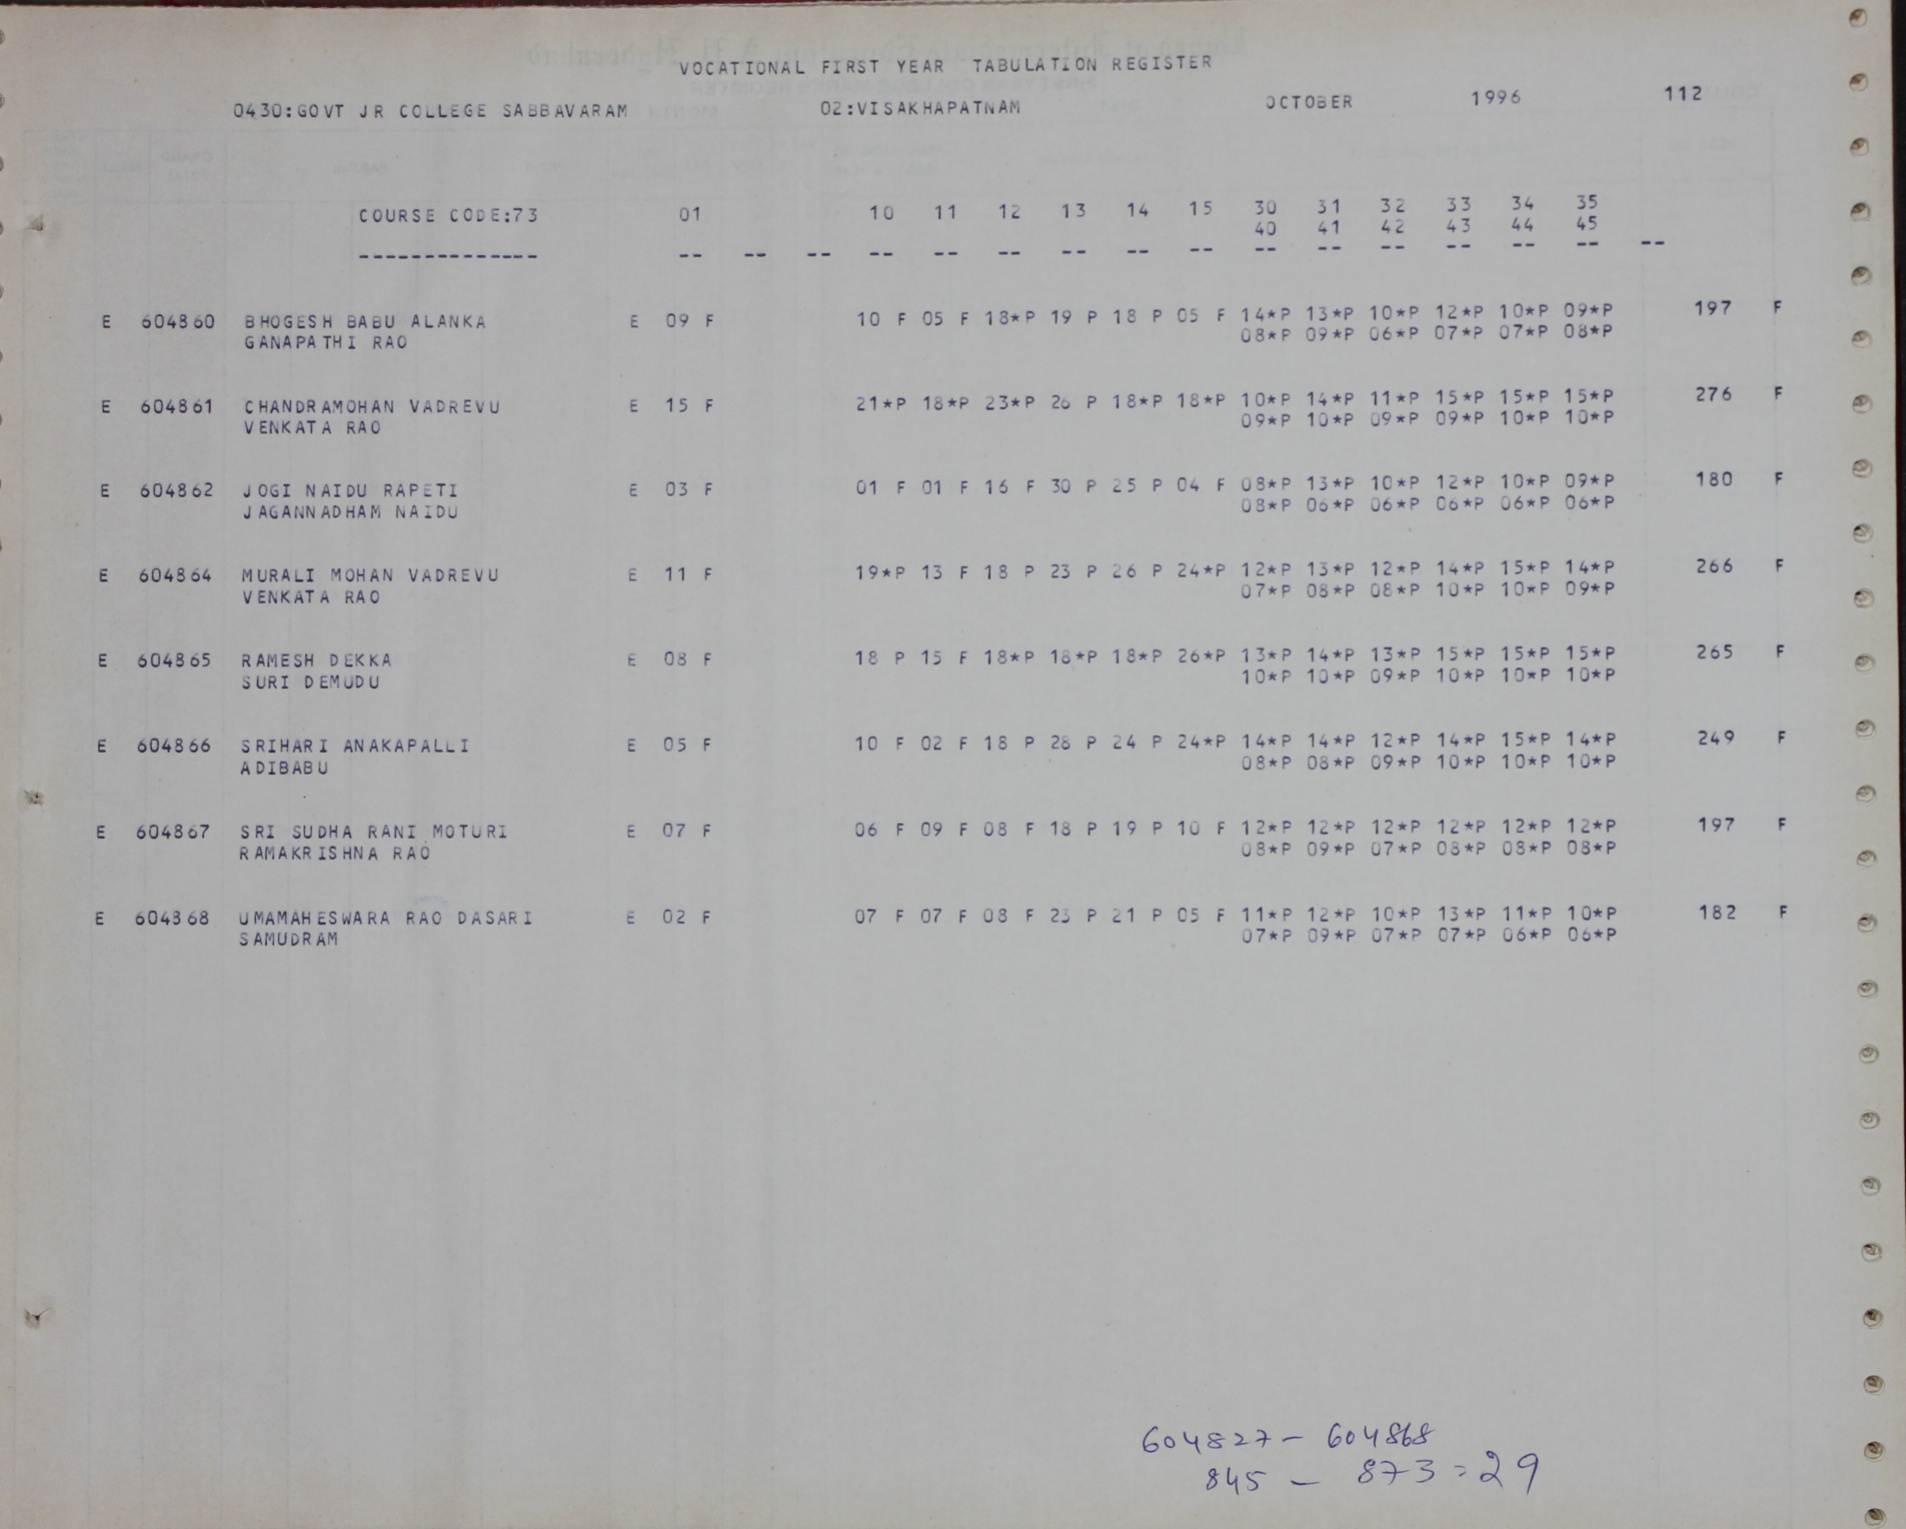 VOCATIONAL FIRST YEAR TABULATION REGISTER
0430:GOVT JR COLLEGE SABBAVARAM 02:VISAKHAPATNAM OCTOBER 1996 112
COURSE CODE:73 01 10 11 12 13 14 15 30 31 32 33 34 35
40 41 42 43 44 45
-------------- -- -- -- -- -- -- -- -- -- -- -- -- -- -- -- --
E 604860 BHOGESH BABU ALANKA E 09 F 10 F 05 F 18*P 19 P 18 P 05 F 14*P 13*P 10*P 12*P 10*P 09*P 197 F
GANAPATHI RAO 08*P 09*P 06*P 07*P 07*P 08*P
E 604861 CHANDRAMOHAN VADREVU E 15 F 21*P 18*P 23*P 26 P 18*P 18*P 10*P 14*P 11*P 15*P 15*P 15*P 276 F
VENKATA RAO 09*P 10*P 09*P 09*P 10*P 10*P
E 604862 JOGI NAIDU RAPETI E 03 F 01 F 01 F 16 F 30 P 25 P 04 F 08*P 13*P 10*P 12*P 10*P 09*P 180 F
JAGANNADHAM NAIDU 08*P 06*P 06*P 06*P 06*P 06*P
E 604864 MURALI MOHAN VADREVU E 11 F 19*P 13 F 18 P 23 P 26 P 24*P 12*P 13*P 12*P 14*P 15*P 14*P 266 F
VENKATA RAO 07*P 08*P 08*P 10*P 10*P 09*P
E 604865 RAMESH DEKKA E 08 F 18 P 15 F 18*P 18*P 18*P 26*P 13*P 14*P 13*P 15*P 15*P 15*P 265 F
SURI DEMUDU 10*P 10*P 09*P 10*P 10*P 10*P
E 604866 SRIHARI ANAKAPALLI E 05 F 10 F 02 F 18 P 28 P 24 P 24*P 14*P 14*P 12*P 14*P 15*P 14*P 249 F
ADIBABU 08*P 08*P 09*P 10*P 10*P 10*P
E 604867 SRI SUDHA RANI MOTURI E 07 F 06 F 09 F 08 F 18 P 19 P 10 F 12*P 12*P 12*P 12*P 12*P 12*P 197 F
RAMAKRISHNA RAO 08*P 09*P 07*P 08*P 08*P 08*P
E 604868 UMAMAHESWARA RAO DASARI E 02 F 07 F 07 F 08 F 23 P 21 P 05 F 11*P 12*P 10*P 13*P 11*P 10*P 182 F
SAMUDRAM 07*P 09*P 07*P 07*P 06*P 06*P
604827 - 604868
845 - 873 = 29